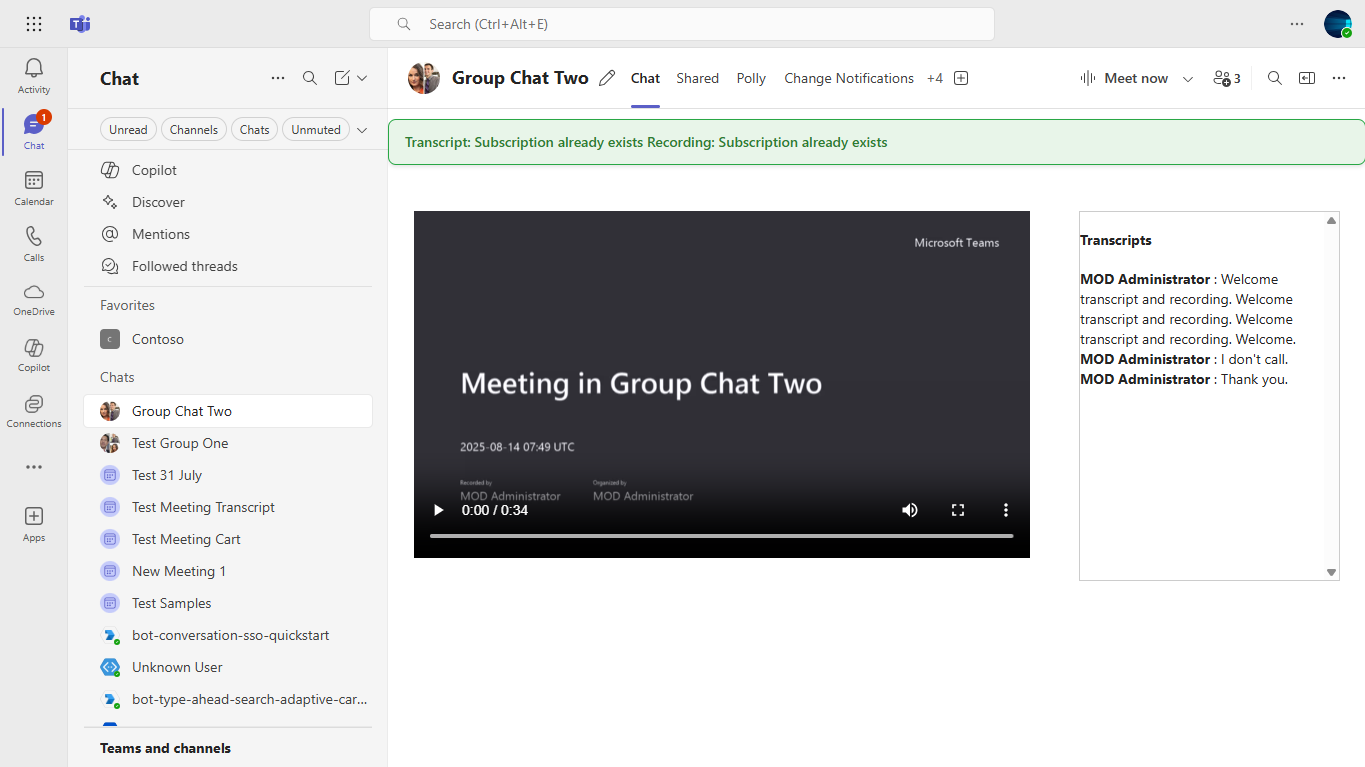 Search (Ctrl+Alt+E)
Activity
1
Chat
Calendar
Calls
OneDrive
Copilot
Connections
Apps
Chat
Unread
Channels
Chats
Unmuted
Copilot
Discover
Mentions
Followed threads
Favorites
c
Contoso
Chats
Group Chat Two
Test Group One
Test 31 July
Test Meeting Transcript
Test Meeting Cart
New Meeting 1
Test Samples
bot-conversation-sso-quickstart
Unknown User
bot-type-ahead-search-adaptive-car...
Teams and channels
Group Chat Two
Chat
Shared
Polly
Change Notifications
+4
Meet now
3
Transcript: Subscription already exists Recording: Subscription already exists
Microsoft Teams
Meeting in Group Chat Two
2025-08-14 07:49 UTC
Recorded by
Organized by
MOD Administrator
MOD Administrator
0:00 / 0:34
Transcripts
MOD Administrator : Welcome
transcript and recording. Welcome
transcript and recording. Welcome
transcript and recording. Welcome.
MOD Administrator : I don't call.
MOD Administrator : Thank you.